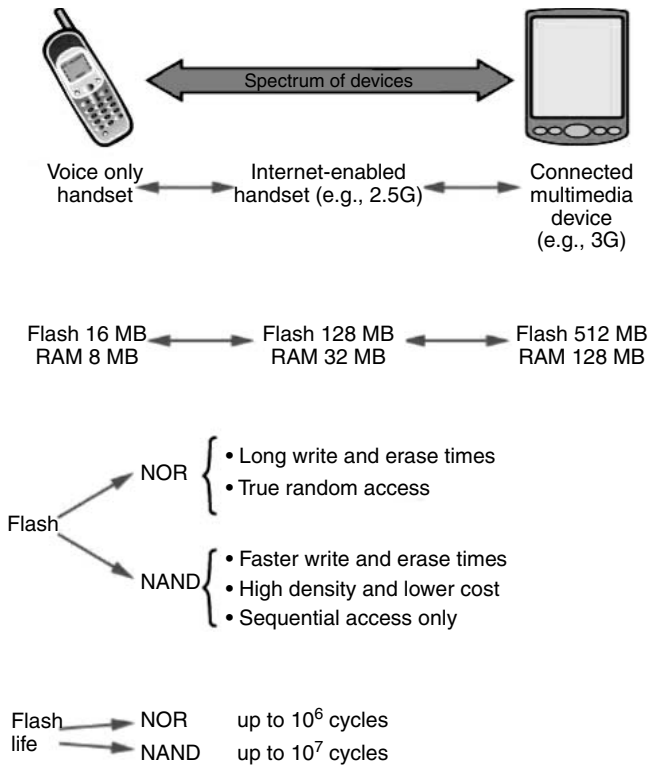 Spectrum of devices
Voice only
handset
Internet-enabled
handset (e.g., 2.5G)
Connected
multimedia
device
(e.g., 3G)
Flash 16 MB
RAM 8 MB
Flash 128 MB
RAM 32 MB
Flash 512 MB
RAM 128 MB
Flash
NOR
• Long write and erase times
• True random access
NAND
• Faster write and erase times
• High density and lower cost
• Sequential access only
Flash
life
NOR up to 10⁶ cycles
NAND up to 10⁷ cycles